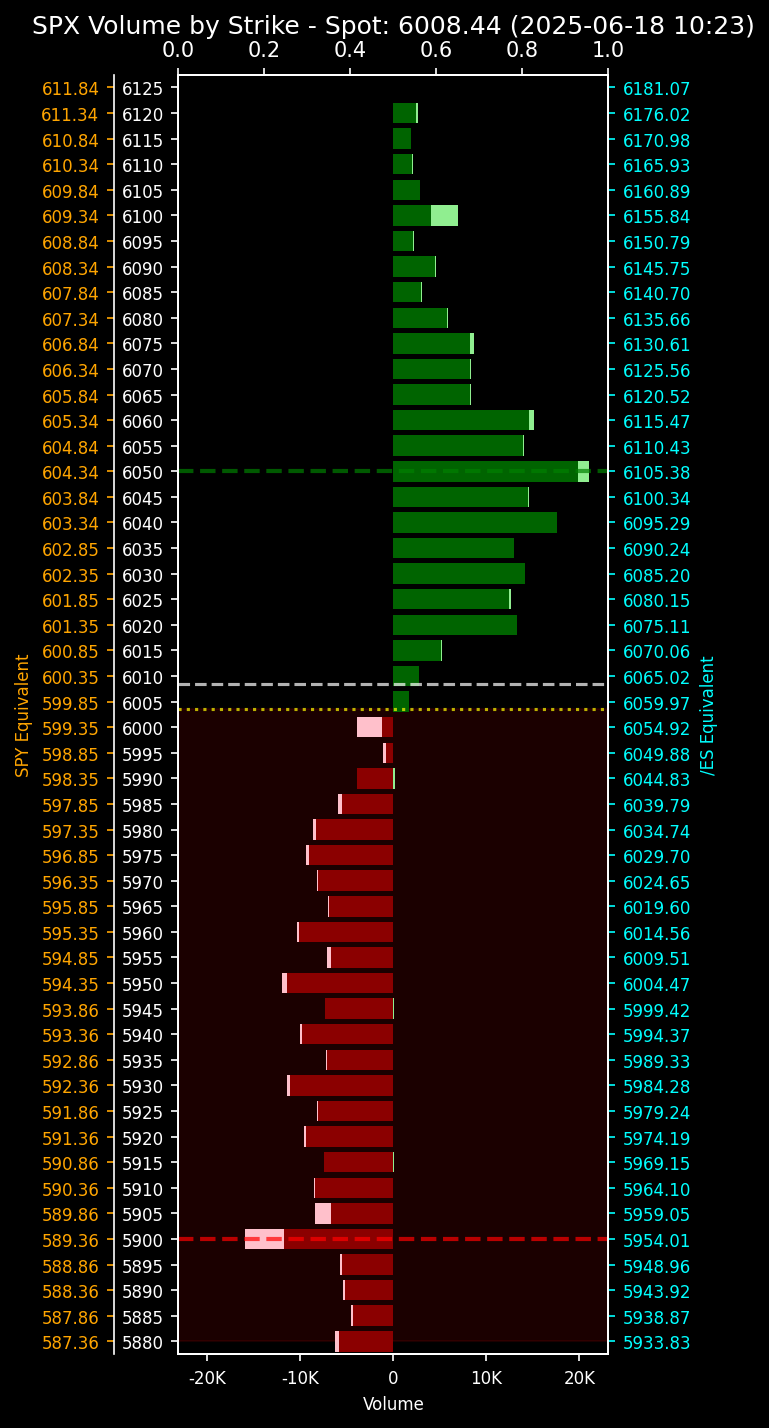 SPX Volume by Strike - Spot: 6008.44 (2025-06-18 10:23)
0.0 0.2 0.4 0.6 0.8 1.0
611.84 6125 6181.07
611.34 6120 6176.02
610.84 6115 6170.98
610.34 6110 6165.93
609.84 6105 6160.89
609.34 6100 6155.84
608.84 6095 6150.79
608.34 6090 6145.75
607.84 6085 6140.70
607.34 6080 6135.66
606.84 6075 6130.61
606.34 6070 6125.56
605.84 6065 6120.52
605.34 6060 6115.47
604.84 6055 6110.43
604.34 6050 6105.38
603.84 6045 6100.34
603.34 6040 6095.29
602.85 6035 6090.24
602.35 6030 6085.20
601.85 6025 6080.15
601.35 6020 6075.11
600.85 6015 6070.06
600.35 6010 6065.02
599.85 6005 6059.97
599.35 6000 6054.92
598.85 5995 6049.88
598.35 5990 6044.83
597.85 5985 6039.79
597.35 5980 6034.74
596.85 5975 6029.70
596.35 5970 6024.65
595.85 5965 6019.60
595.35 5960 6014.56
594.85 5955 6009.51
594.35 5950 6004.47
593.86 5945 5999.42
593.36 5940 5994.37
592.86 5935 5989.33
592.36 5930 5984.28
591.86 5925 5979.24
591.36 5920 5974.19
590.86 5915 5969.15
590.36 5910 5964.10
589.86 5905 5959.05
589.36 5900 5954.01
588.86 5895 5948.96
588.36 5890 5943.92
587.86 5885 5938.87
587.36 5880 5933.83
SPY Equivalent
/ES Equivalent
-20K -10K 0 10K 20K
Volume